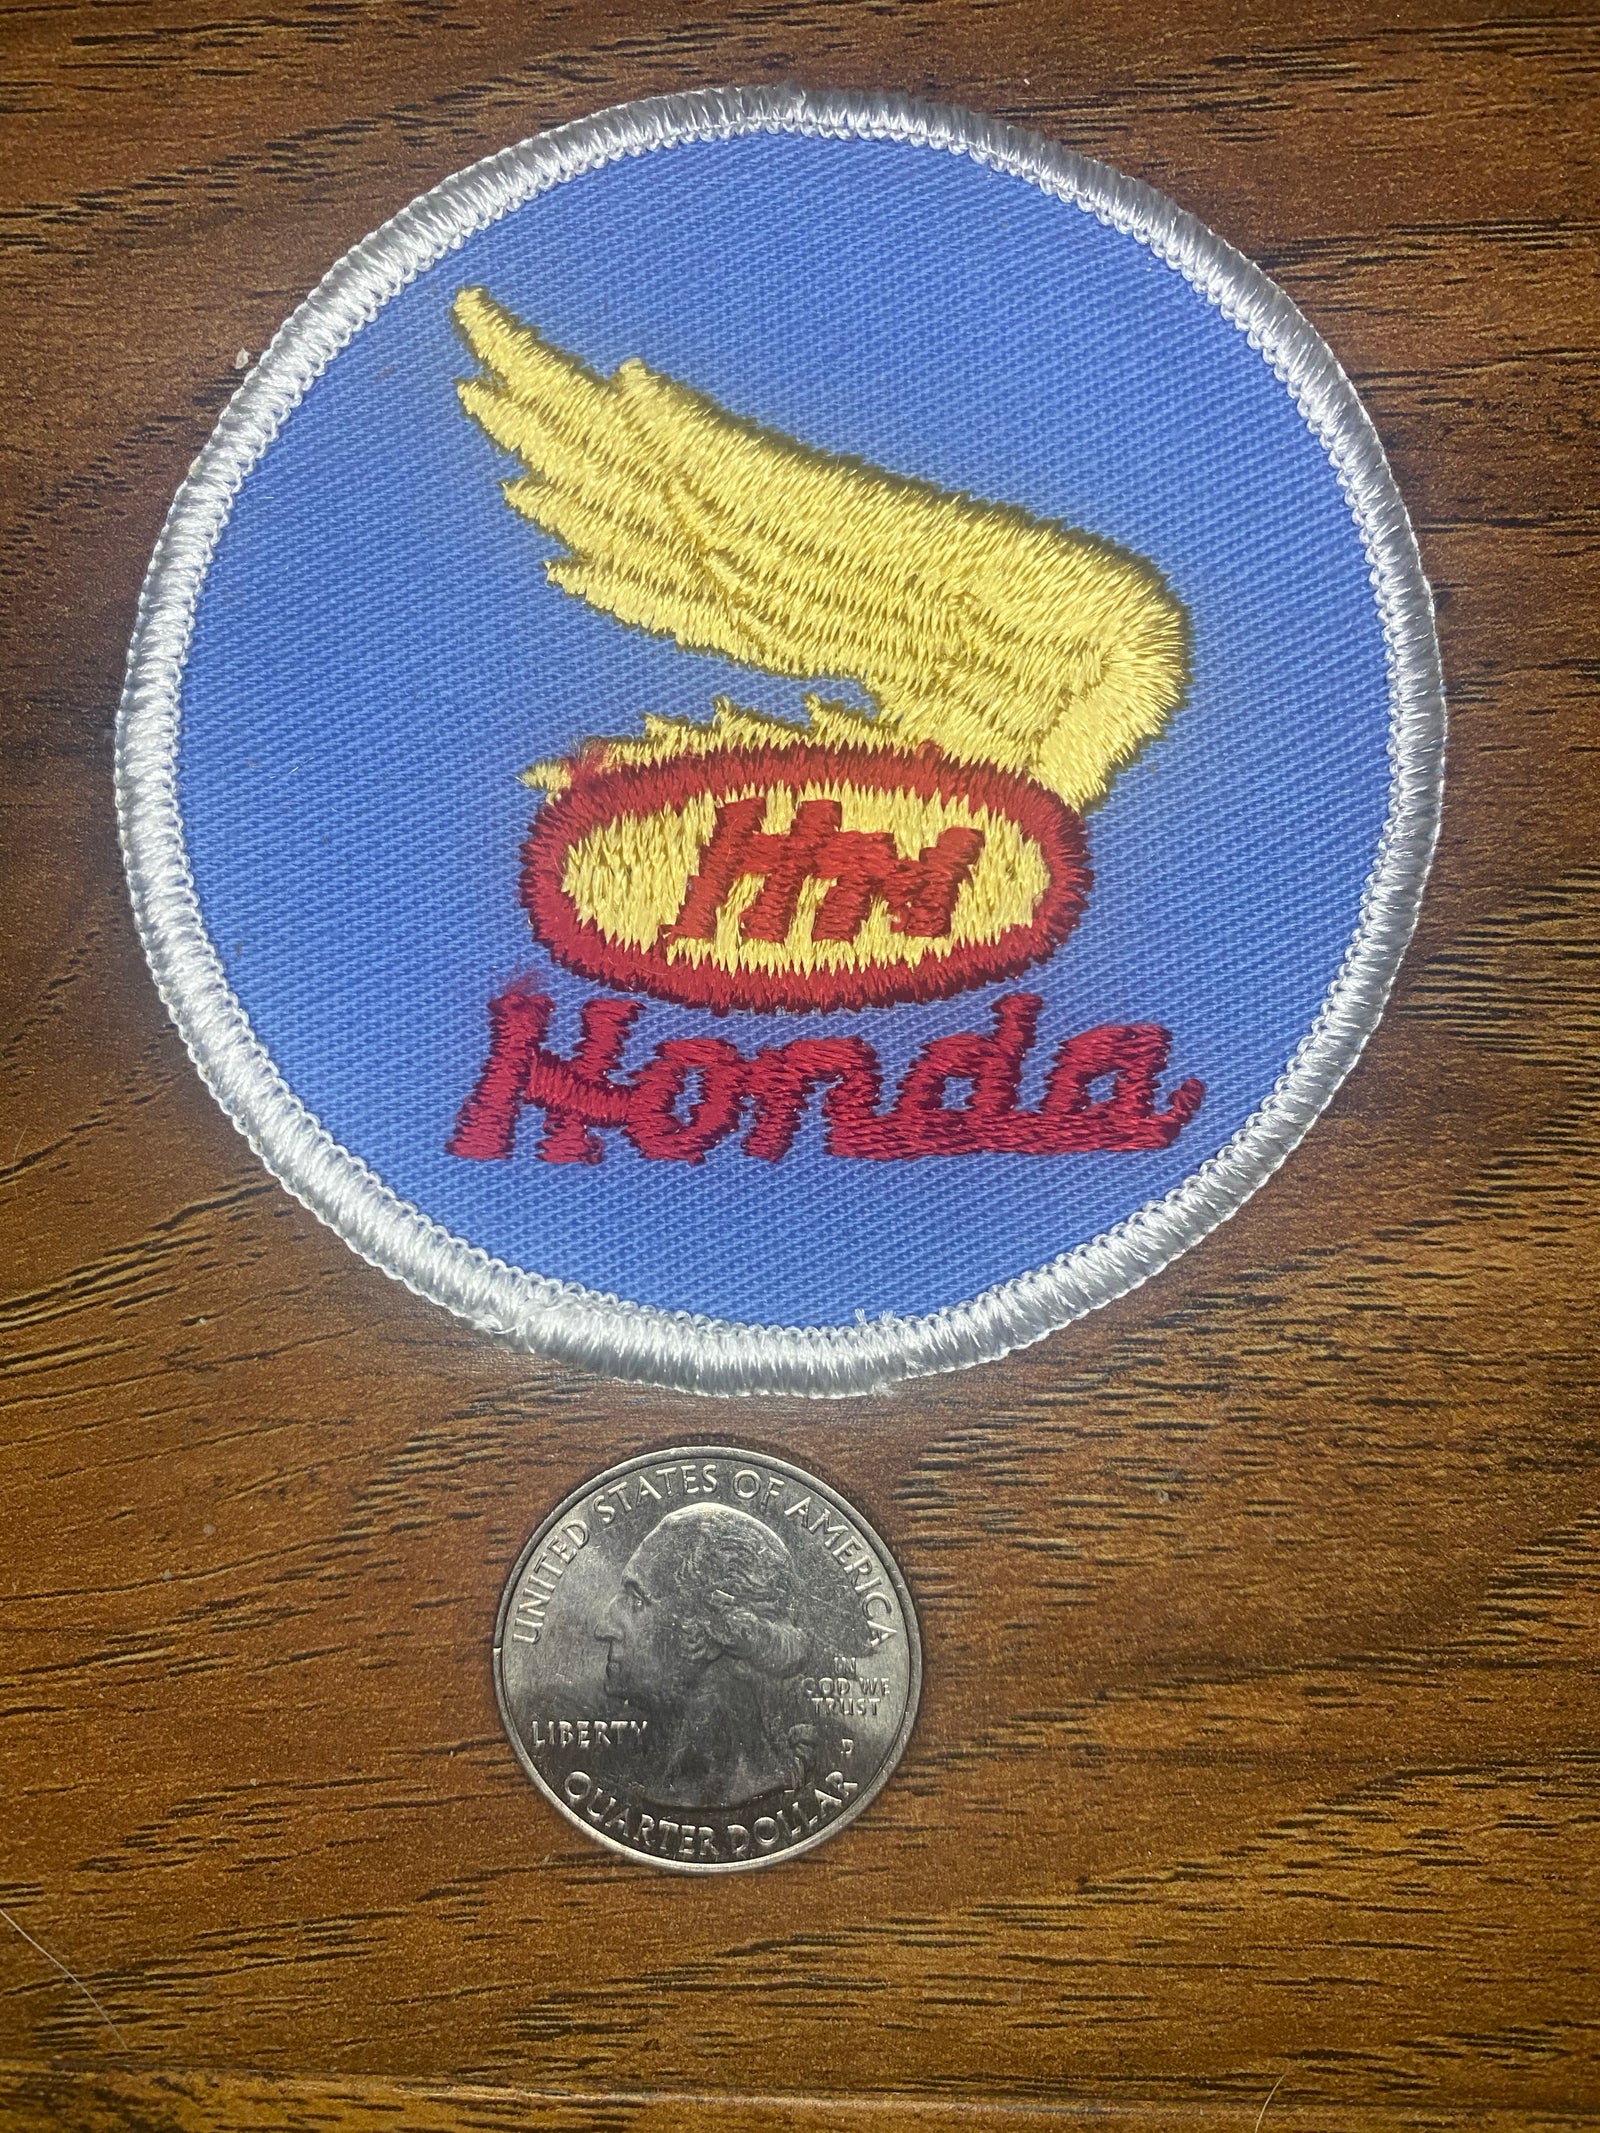 HM
Honda
UNITED STATES OF AMERICA
IN
GOD WE
TRUST
LIBERTY
D
QUARTER DOLLAR